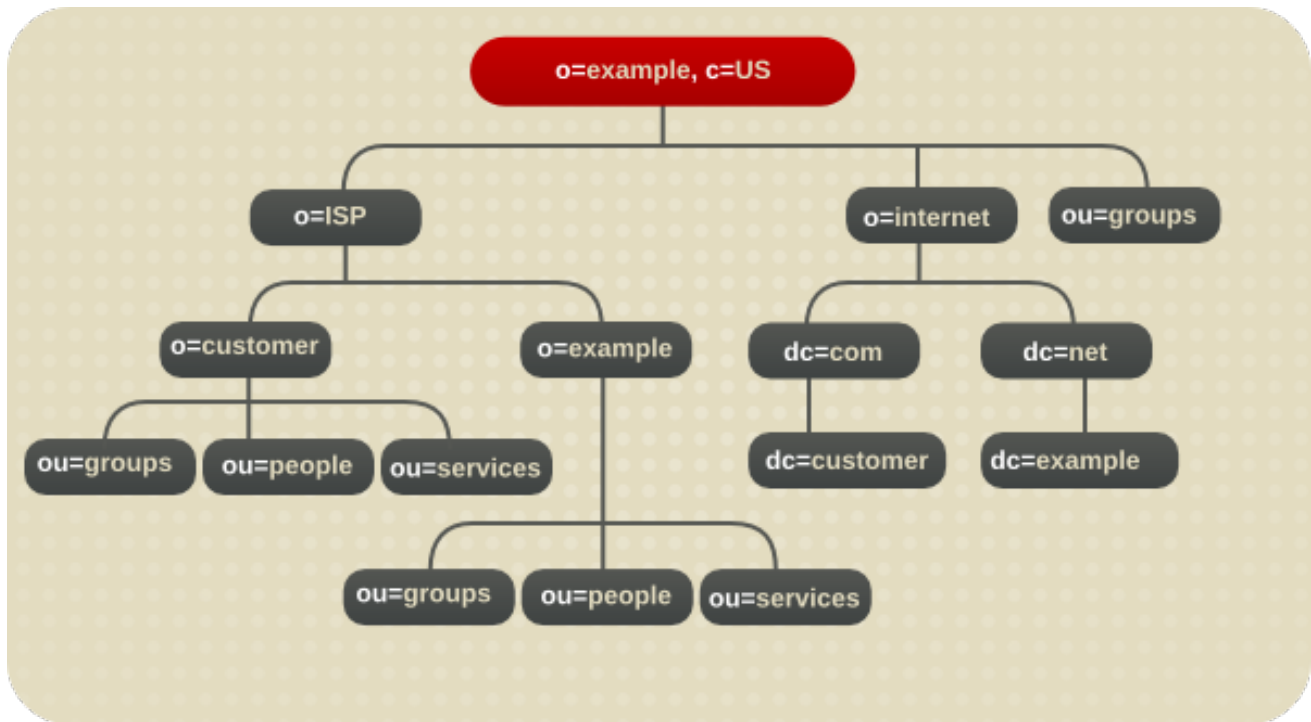 o=example, c=US
o=ISP
o=internet
ou=groups
o=customer
o=example
dc=com
dc=net
ou=groups
ou=people
ou=services
dc=customer
dc=example
ou=groups
ou=people
ou=services